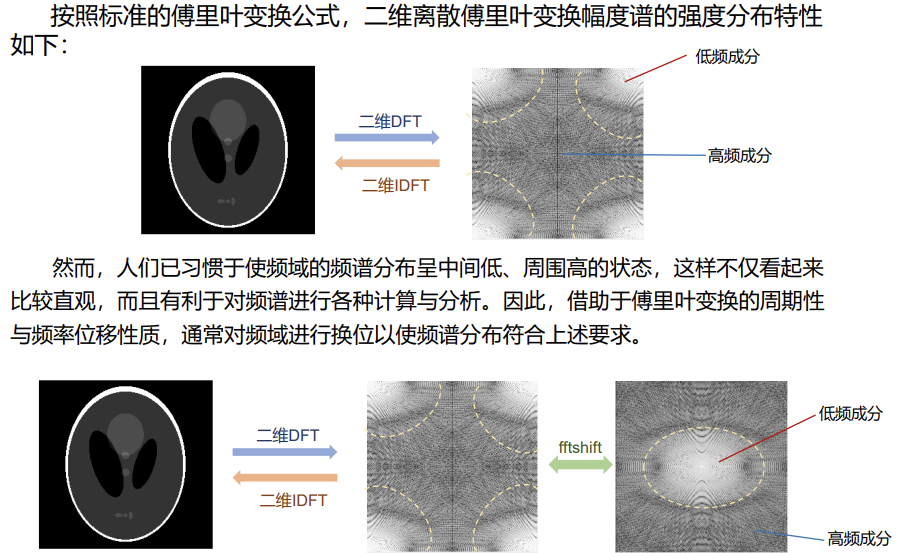 按照标准的傅里叶变换公式，二维离散傅里叶变换幅度谱的强度分布特性
如下：
低频成分
二维DFT
高频成分
二维IDFT
然而，人们已习惯于使频域的频谱分布呈中间低、周围高的状态，这样不仅看起来
比较直观，而且有利于对频谱进行各种计算与分析。因此，借助于傅里叶变换的周期性
与频率位移性质，通常对频域进行换位以使频谱分布符合上述要求。
低频成分
二维DFT
fftshift
二维IDFT
高频成分